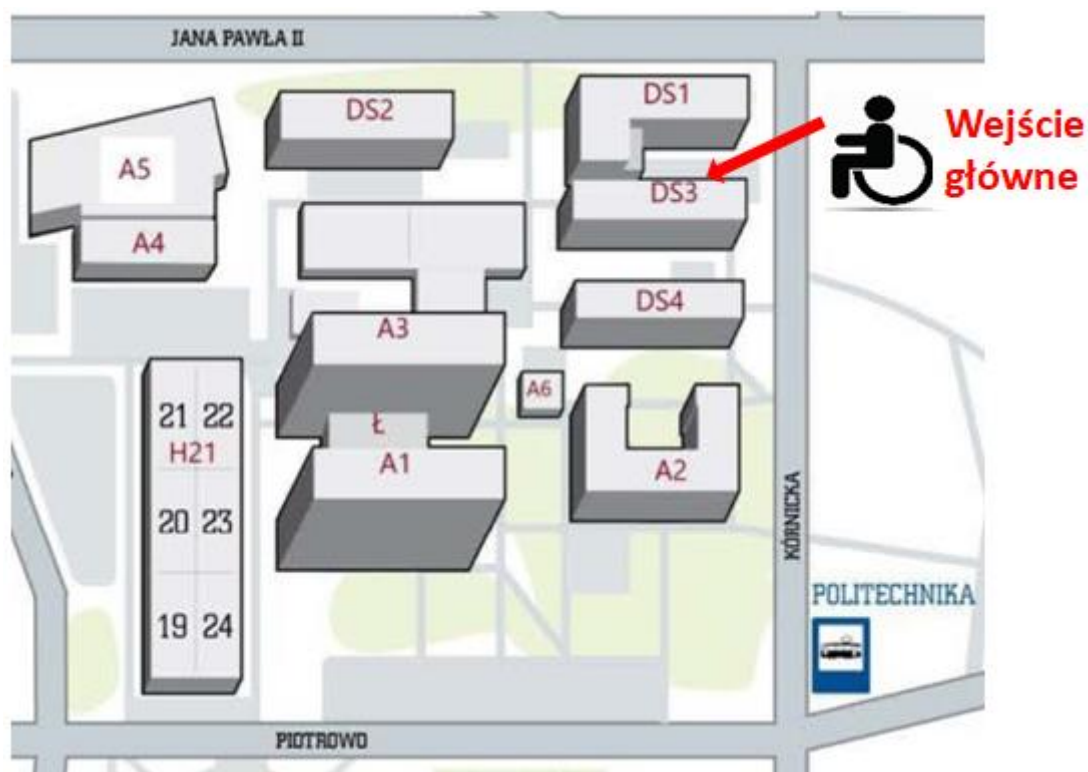 JANA PAWŁA II
DS2
DS1
Wejście
główne
A5
DS3
A4
DS4
A3
A6
21 22
Ł
H21
A1
A2
20 23
KÓRNICKA
POLITECHNIKA
19 24
PIOTROWO